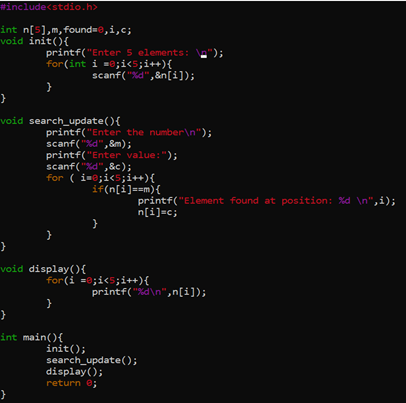 #include<stdio.h>
int n[5],m,found=0,i,c;
void init(){
printf("Enter 5 elements: \n");
for(int i =0;i<5;i++){
scanf("%d",&n[i]);
}
}
void search_update(){
printf("Enter the number\n");
scanf("%d",&m);
printf("Enter value:");
scanf("%d",&c);
for ( i=0;i<5;i++){
if(n[i]==m){
printf("Element found at position: %d \n",i);
n[i]=c;
}
}
}
void display(){
for(i =0;i<5;i++){
printf("%d\n",n[i]);
}
}
int main(){
init();
search_update();
display();
return 0;
}